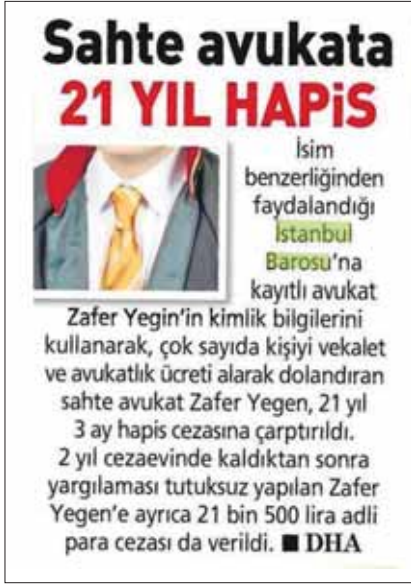 Sahte avukata
21 YIL HAPİS
İsim
benzerliğinden
faydalandığı
İstanbul
Barosu'na
kayıtlı avukat
Zafer Yegin'in kimlik bilgilerini
kullanarak, çok sayıda kişiyi vekalet
ve avukatlık ücreti alarak dolandıran
sahte avukat Zafer Yegen, 21 yıl
3 ay hapis cezasına çarptırıldı.
2 yıl cezaevinde kaldıktan sonra
yargılaması tutuksuz yapılan Zafer
Yegen'e ayrıca 21 bin 500 lira adli
para cezası da verildi. ■ DHA